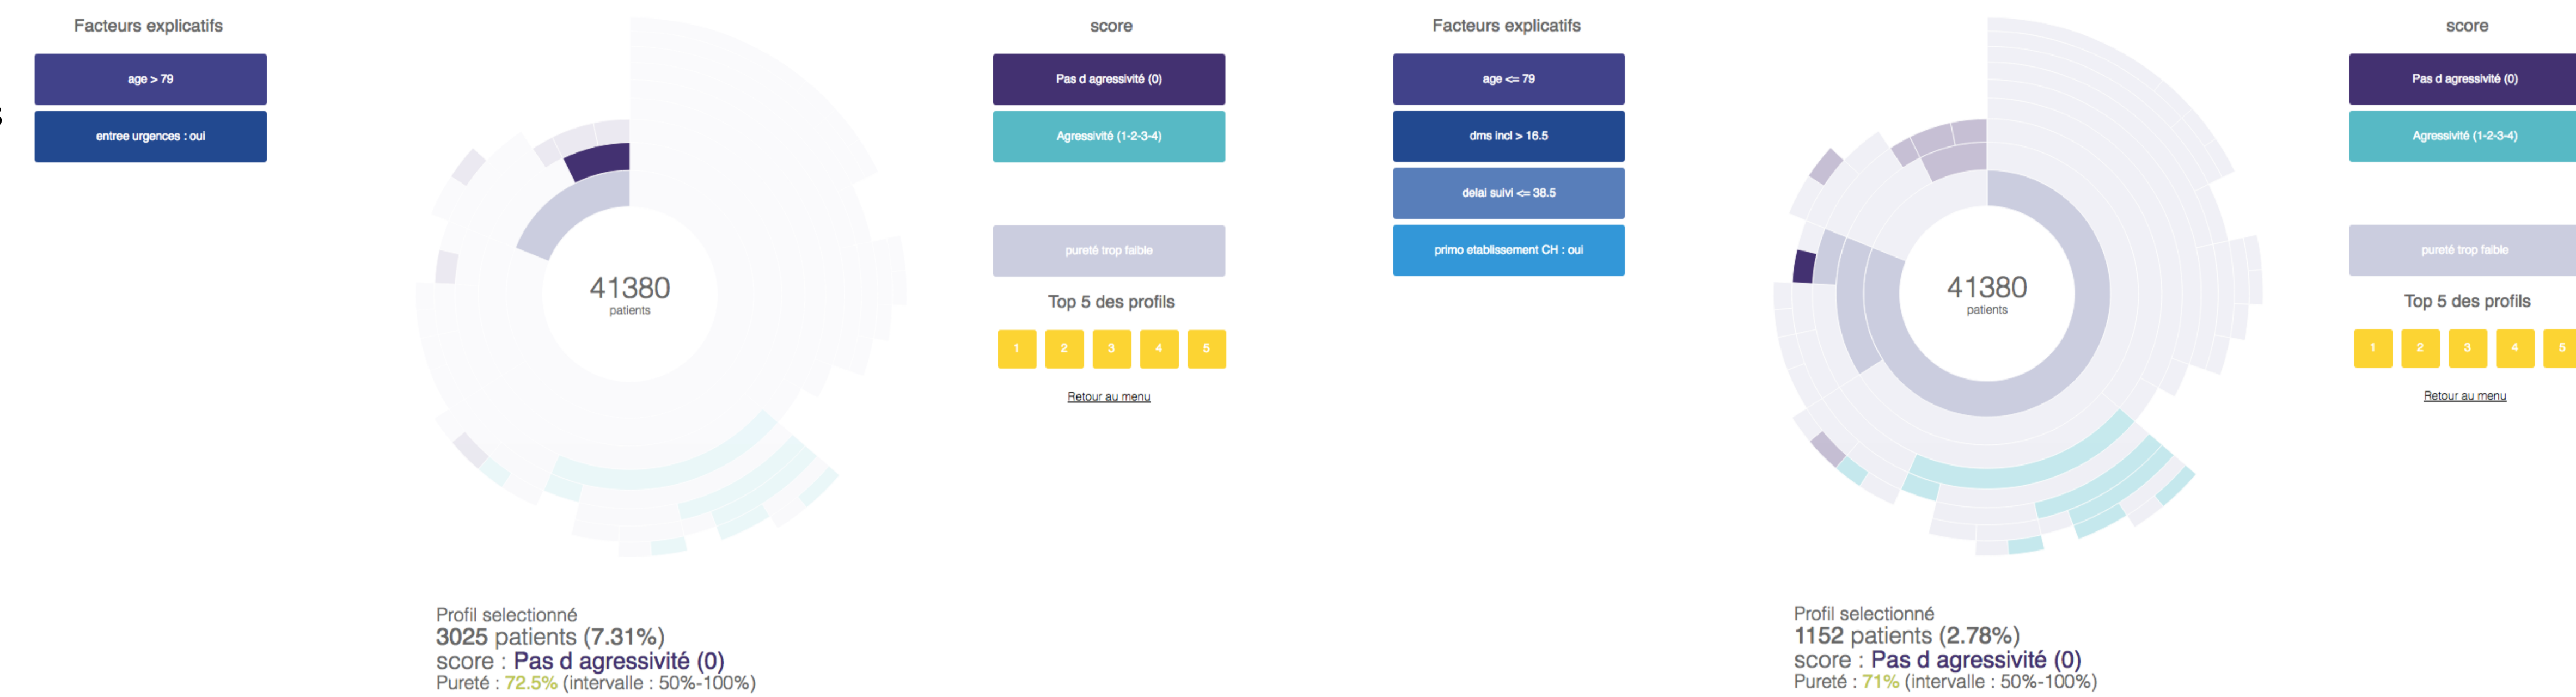 Facteurs explicatifs
age > 79
entree urgences : oui
41380
patients
Profil selectionné
3025 patients (7.31%)
score : Pas d agressivité (0)
Pureté : 72.5% (intervalle : 50%-100%)
score
Pas d agressivité (0)
Agressivité (1-2-3-4)
pureté trop faible
Top 5 des profils
1 2 3 4 5
Retour au menu
Facteurs explicatifs
age <= 79
dms incl > 16.5
delai suivi <= 38.5
primo etablissement CH : oui
41380
patients
Profil selectionné
1152 patients (2.78%)
score : Pas d agressivité (0)
Pureté : 71% (intervalle : 50%-100%)
score
Pas d agressivité (0)
Agressivité (1-2-3-4)
pureté trop faible
Top 5 des profils
1 2 3 4 5
Retour au menu